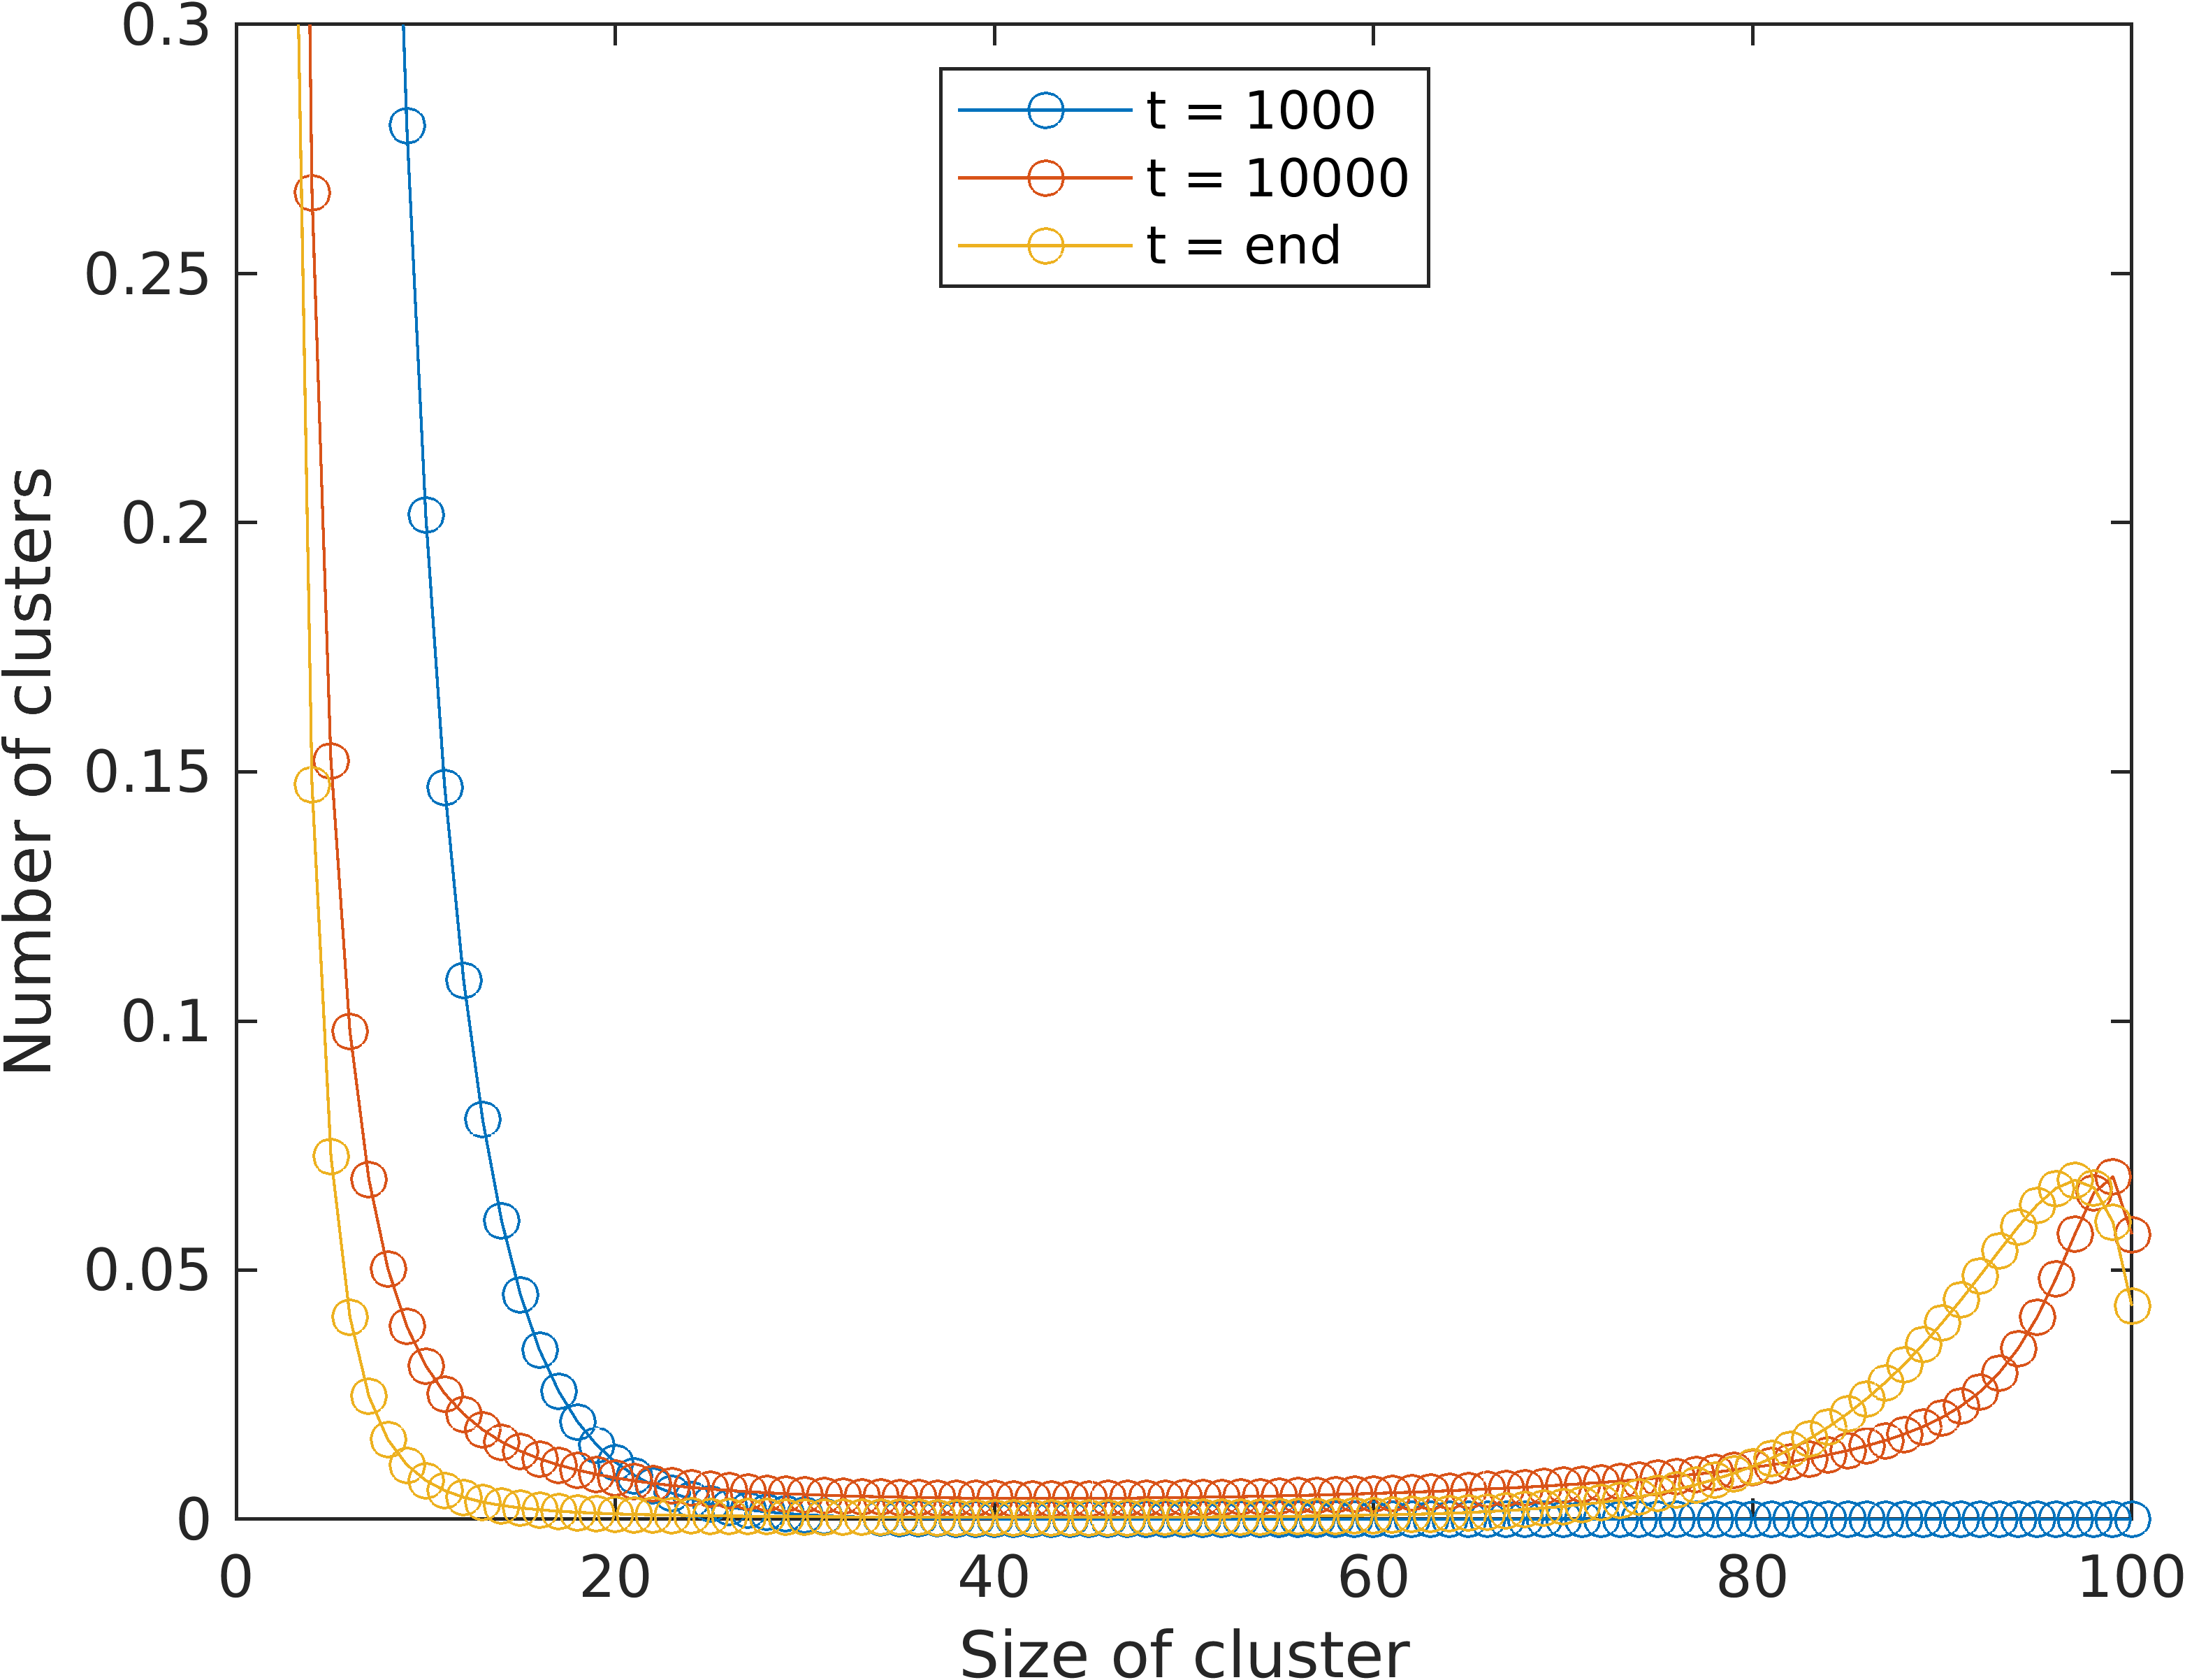 0.3
0.25
0.2
0.15
0.1
0.05
0
Number of clusters
t = 1000
t = 10000
t = end
0 20 40 60 80 100
Size of cluster